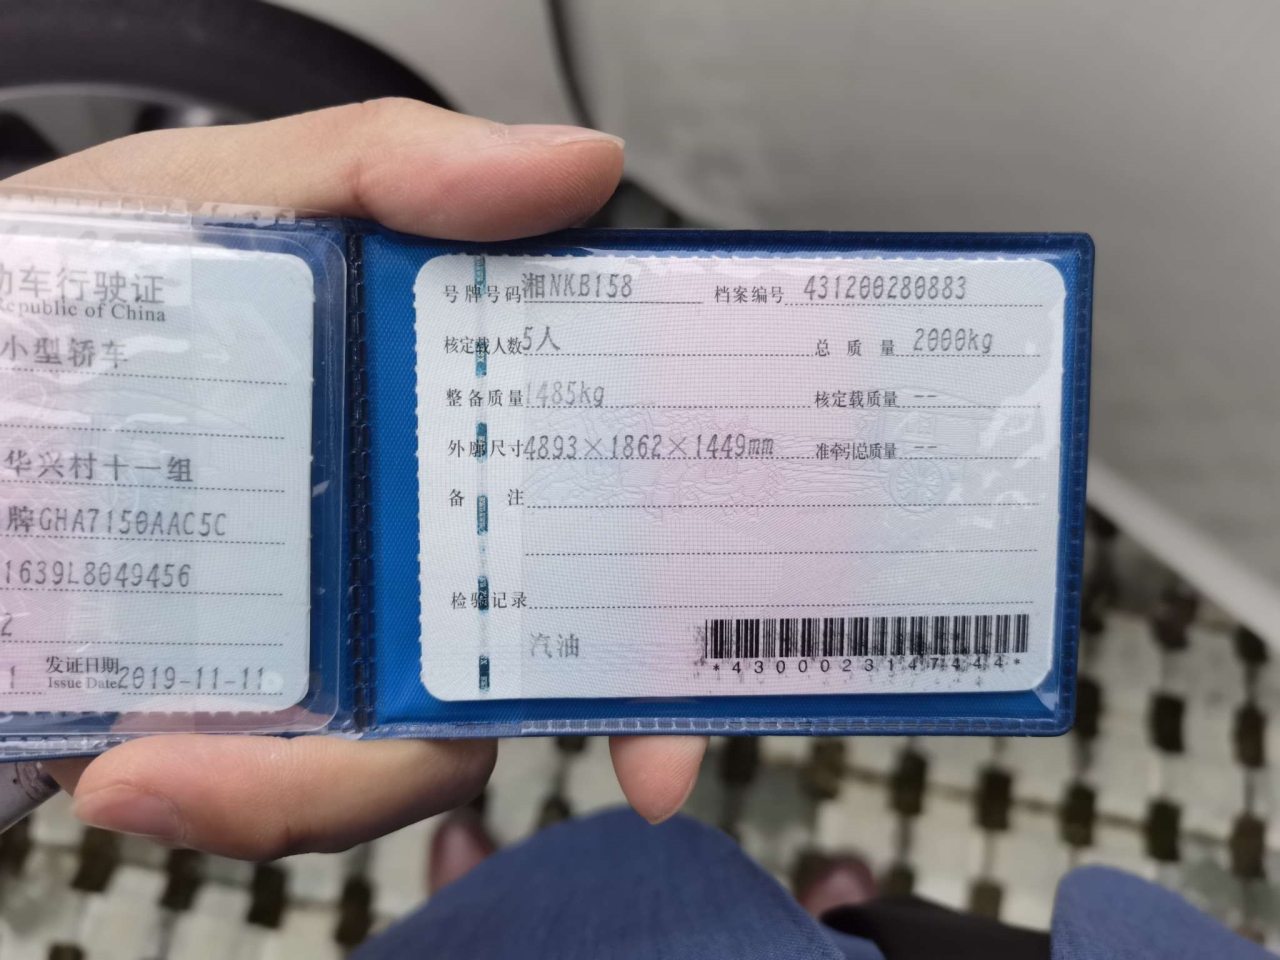 动车行驶证
Republic of China
小型轿车
华兴村十一组
牌GHA7150AAC5C
1639L8049456
2
1 发证日期 2019-11-11
Issue Date
号牌号码 湘NKB158 档案编号 431200280883
核定载人数 5人 总质量 2000kg
整备质量 1485kg 核定载质量 --
外廓尺寸 4893×1862×1449mm 准牵引总质量 --
备注
检验记录
汽油
*4300023147444*